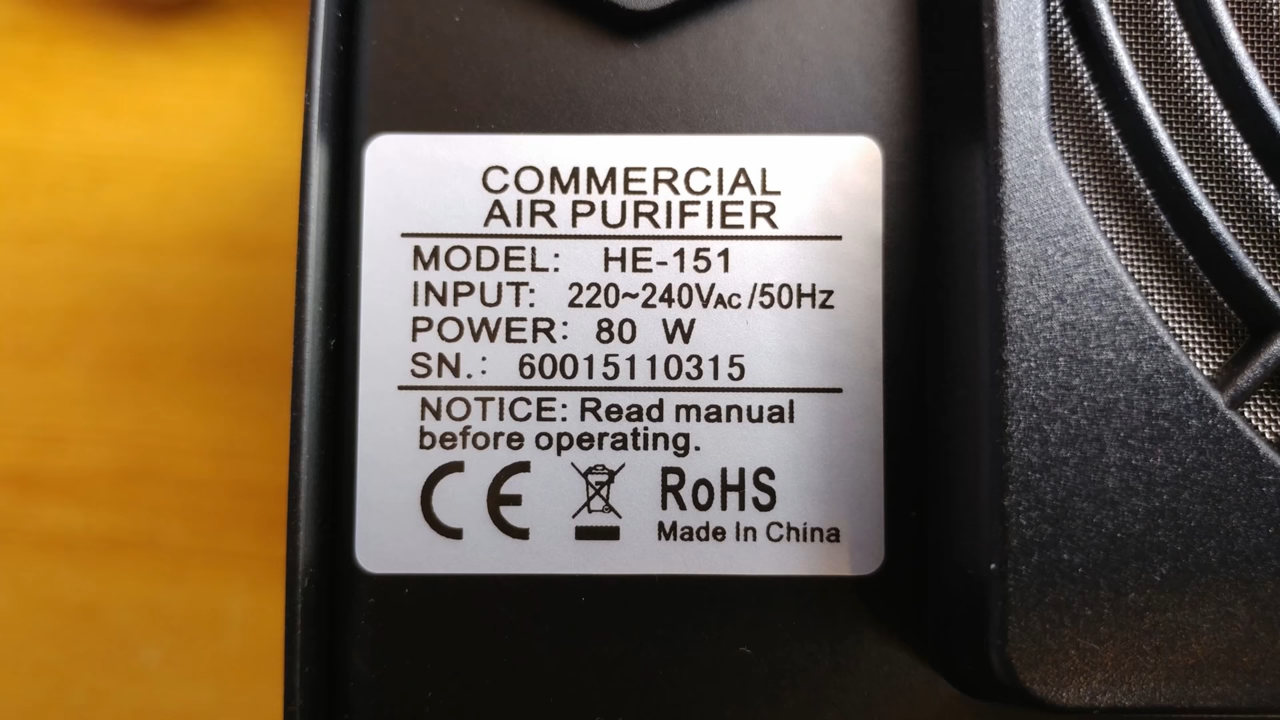 COMMERCIAL
AIR PURIFIER
MODEL: HE-151
INPUT: 220~240VAC /50Hz
POWER: 80 W
SN.: 60015110315
NOTICE: Read manual
before operating.
CE RoHS
Made In China